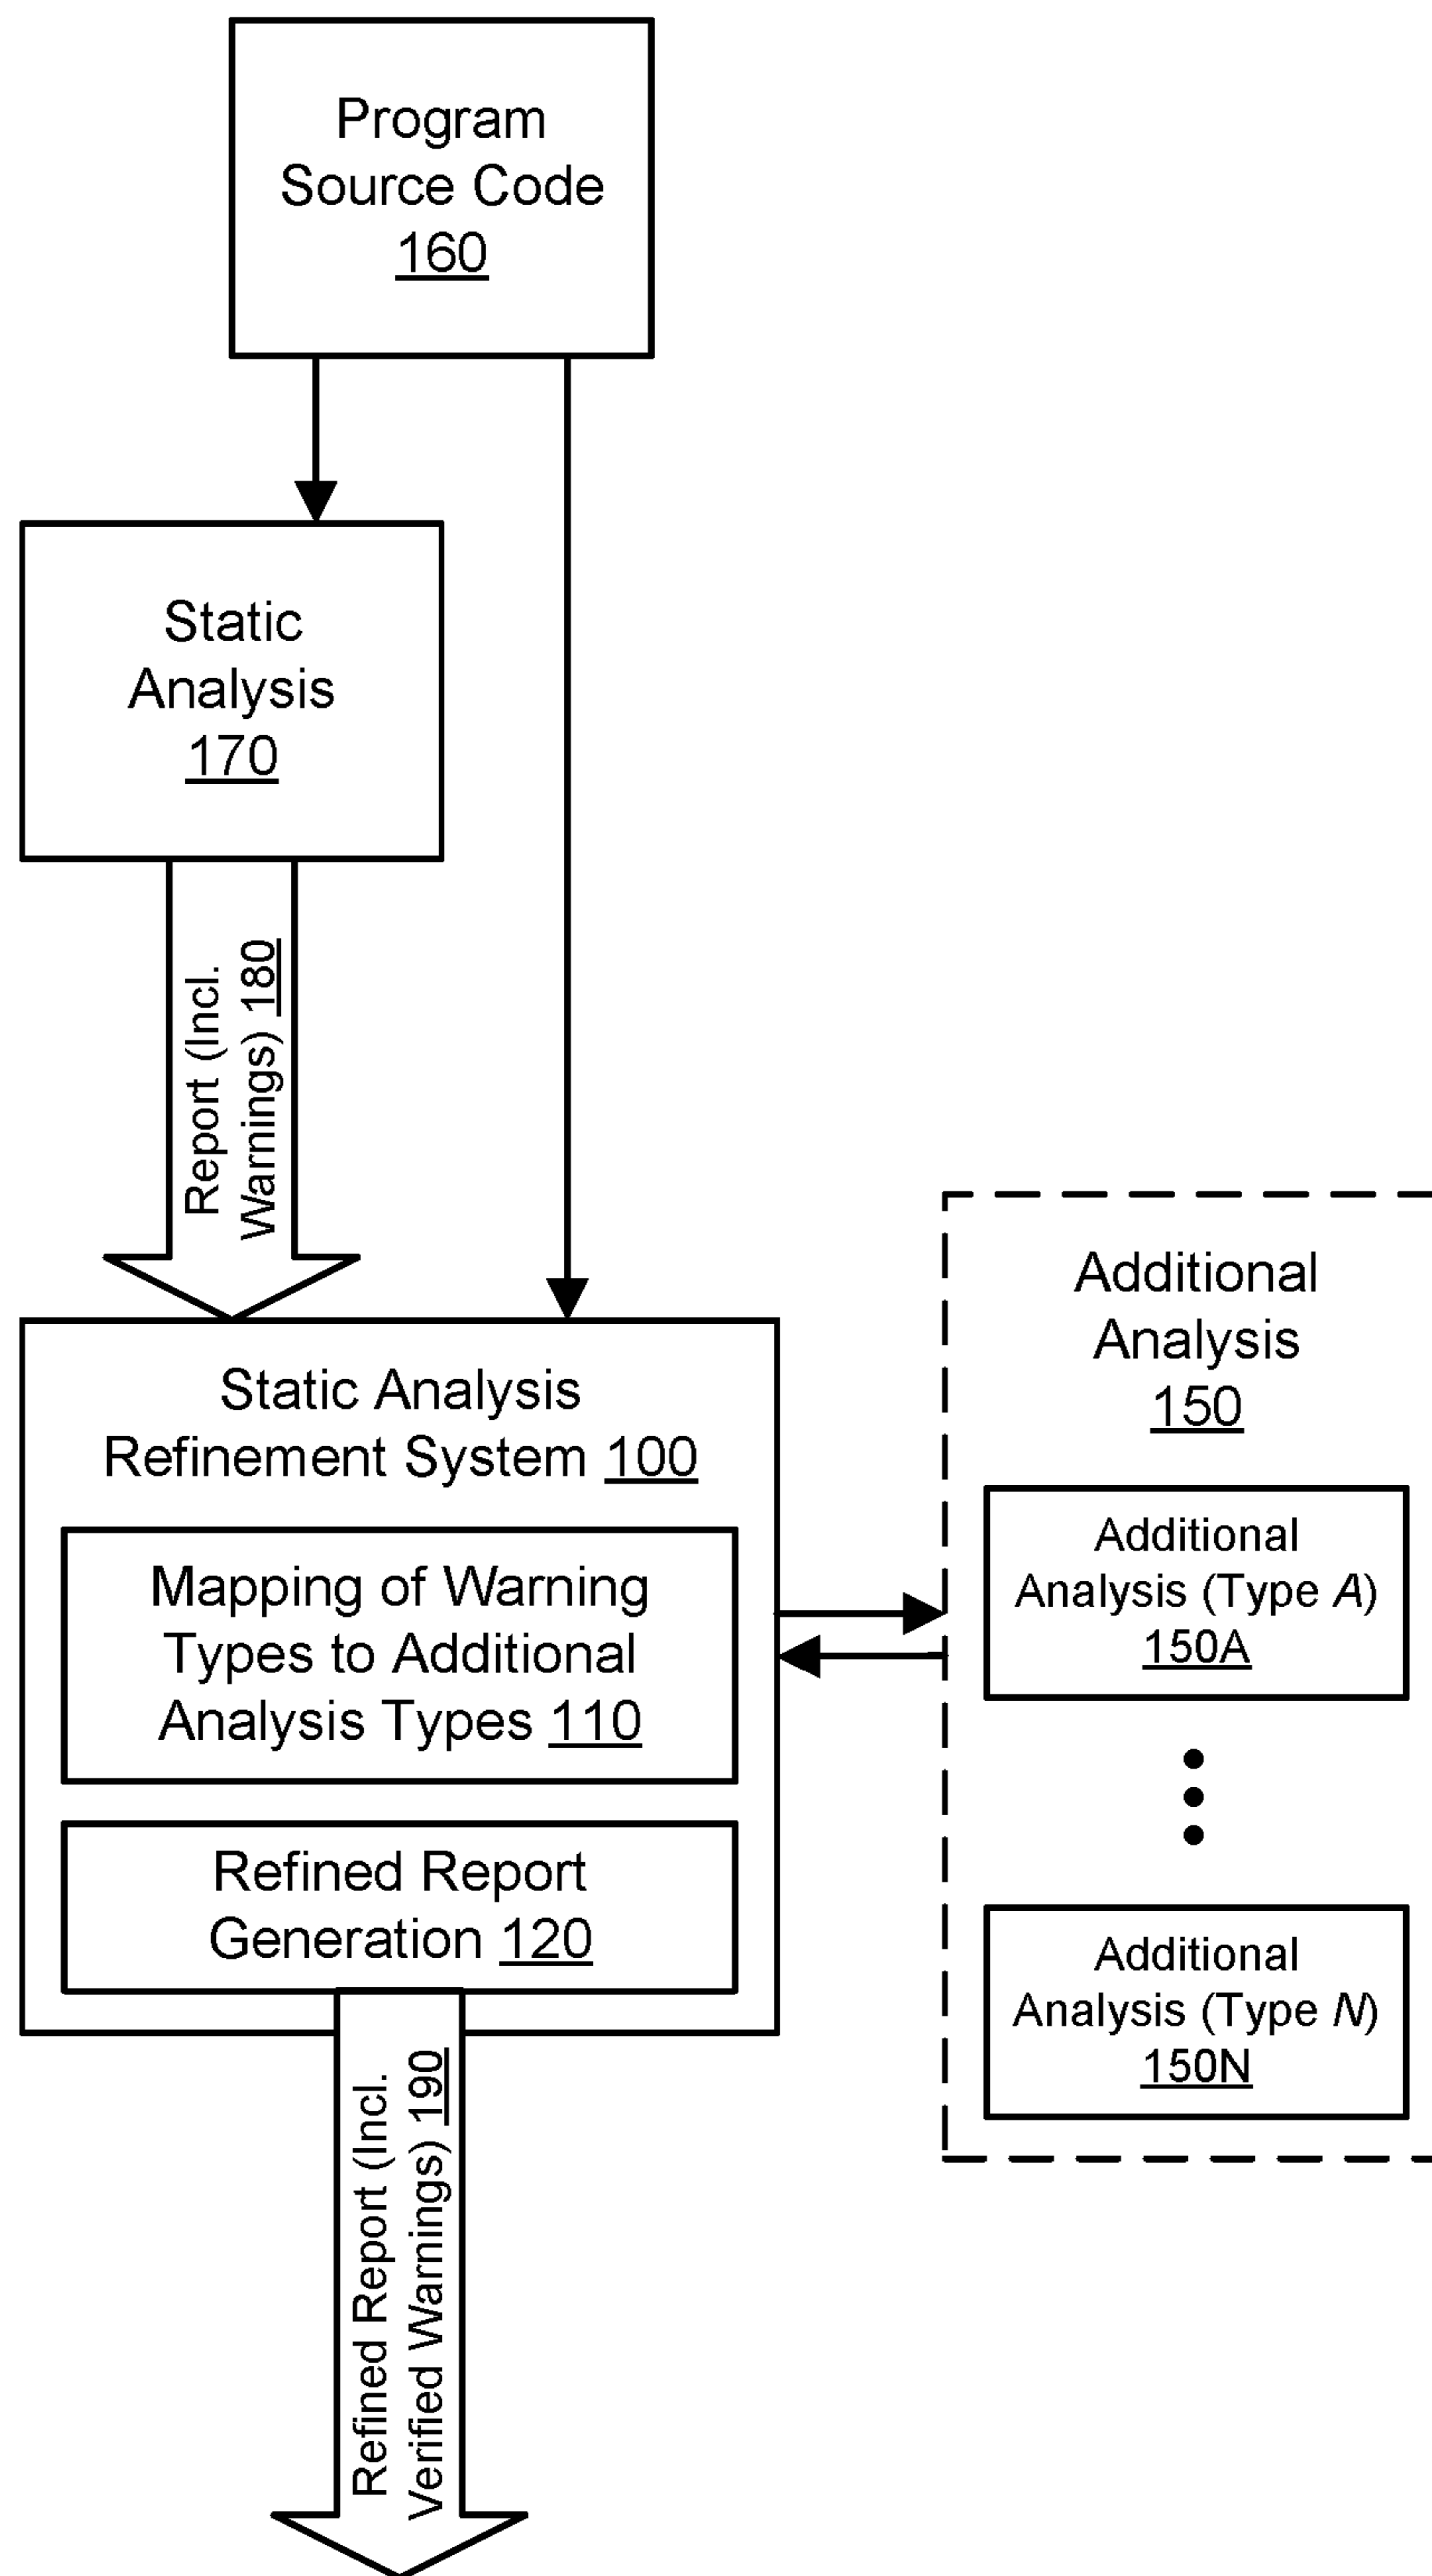 Program
Source Code
160
Static
Analysis
170
Report (Incl.
Warnings) 180
Static Analysis
Refinement System 100
Mapping of Warning
Types to Additional
Analysis Types 110
Refined Report
Generation 120
Additional
Analysis
150
Additional
Analysis (Type A)
150A
Additional
Analysis (Type N)
150N
Refined Report (Incl.
Verified Warnings) 190